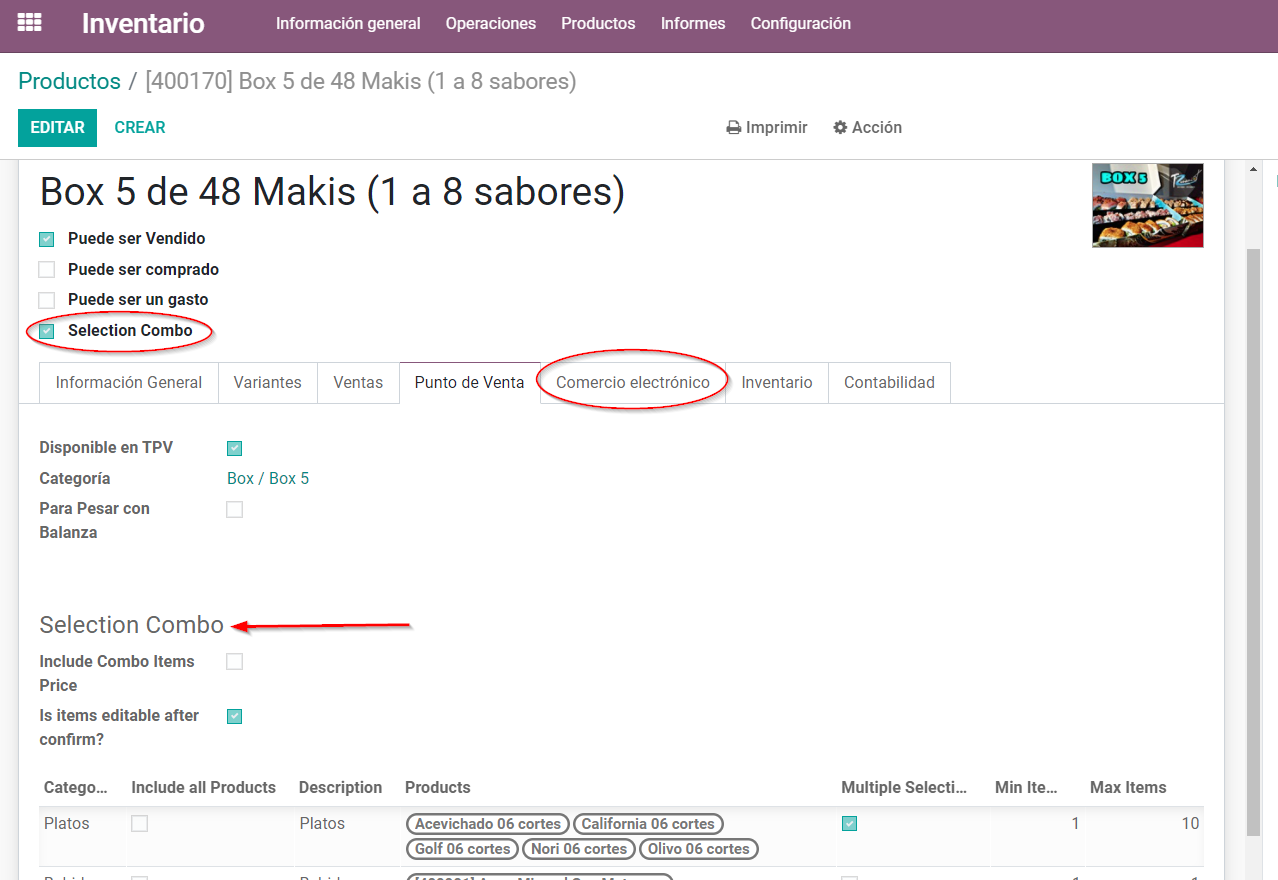 Inventario
Información general Operaciones Productos Informes Configuración
Productos / [400170] Box 5 de 48 Makis (1 a 8 sabores)
EDITAR CREAR Imprimir Acción
Box 5 de 48 Makis (1 a 8 sabores)
BOX 5
Puede ser Vendido
Puede ser comprado
Puede ser un gasto
Selection Combo
Información General Variantes Ventas Punto de Venta Comercio electrónico Inventario Contabilidad
Disponible en TPV
Categoría Box / Box 5
Para Pesar con
Balanza
Selection Combo
Include Combo Items
Price
Is items editable after
confirm?
Catego... Include all Products Description Products Multiple Selecti... Min Ite... Max Items
Platos Platos Acevichado 06 cortes California 06 cortes 1 10
Golf 06 cortes Nori 06 cortes Olivo 06 cortes